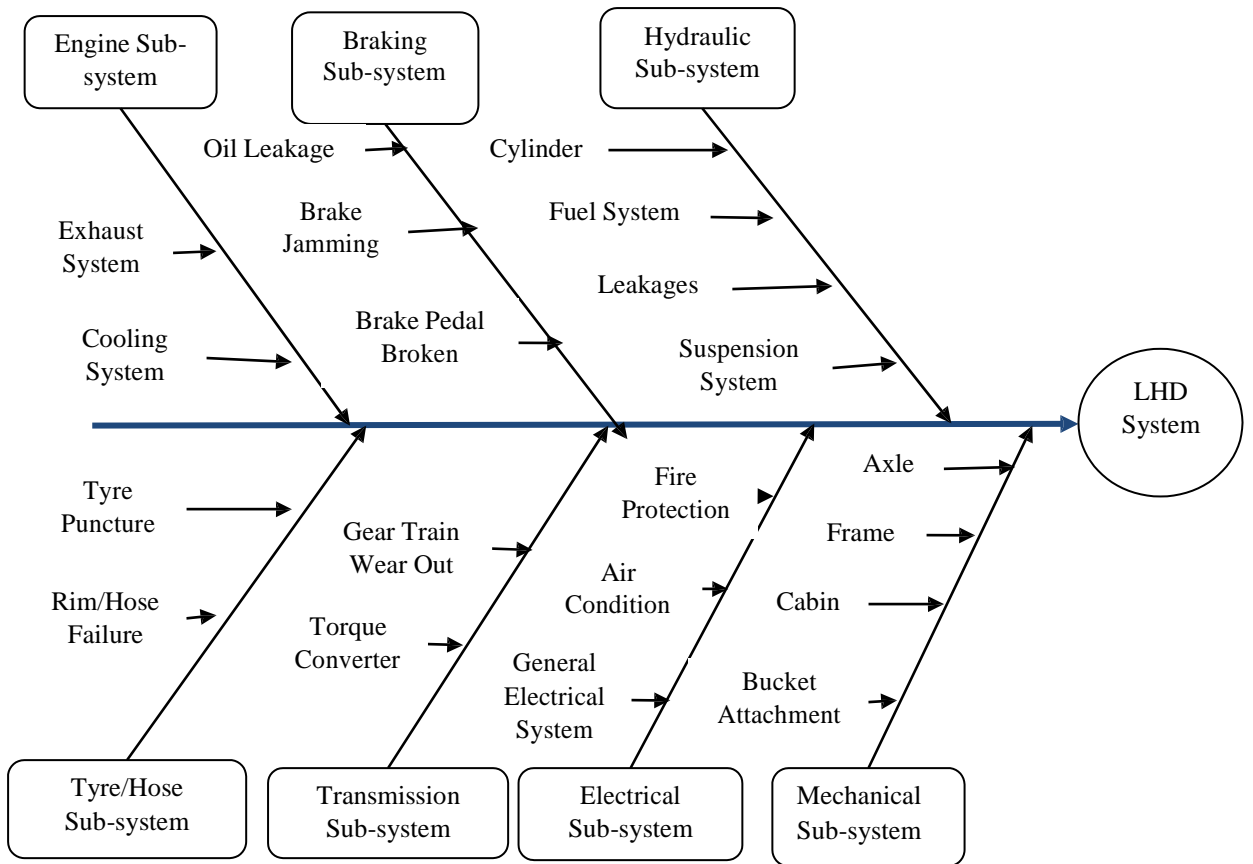 Engine Sub-
system
Braking
Sub-system
Hydraulic
Sub-system
Oil Leakage
Cylinder
Brake
Jamming
Fuel System
Exhaust
System
Leakages
Brake Pedal
Broken
Cooling
System
Suspension
System
LHD
System
Axle
Fire
Protection
Tyre
Puncture
Gear Train
Wear Out
Frame
Air
Condition
Cabin
Rim/Hose
Failure
Torque
Converter
General
Electrical
System
Bucket
Attachment
Tyre/Hose
Sub-system
Transmission
Sub-system
Electrical
Sub-system
Mechanical
Sub-system